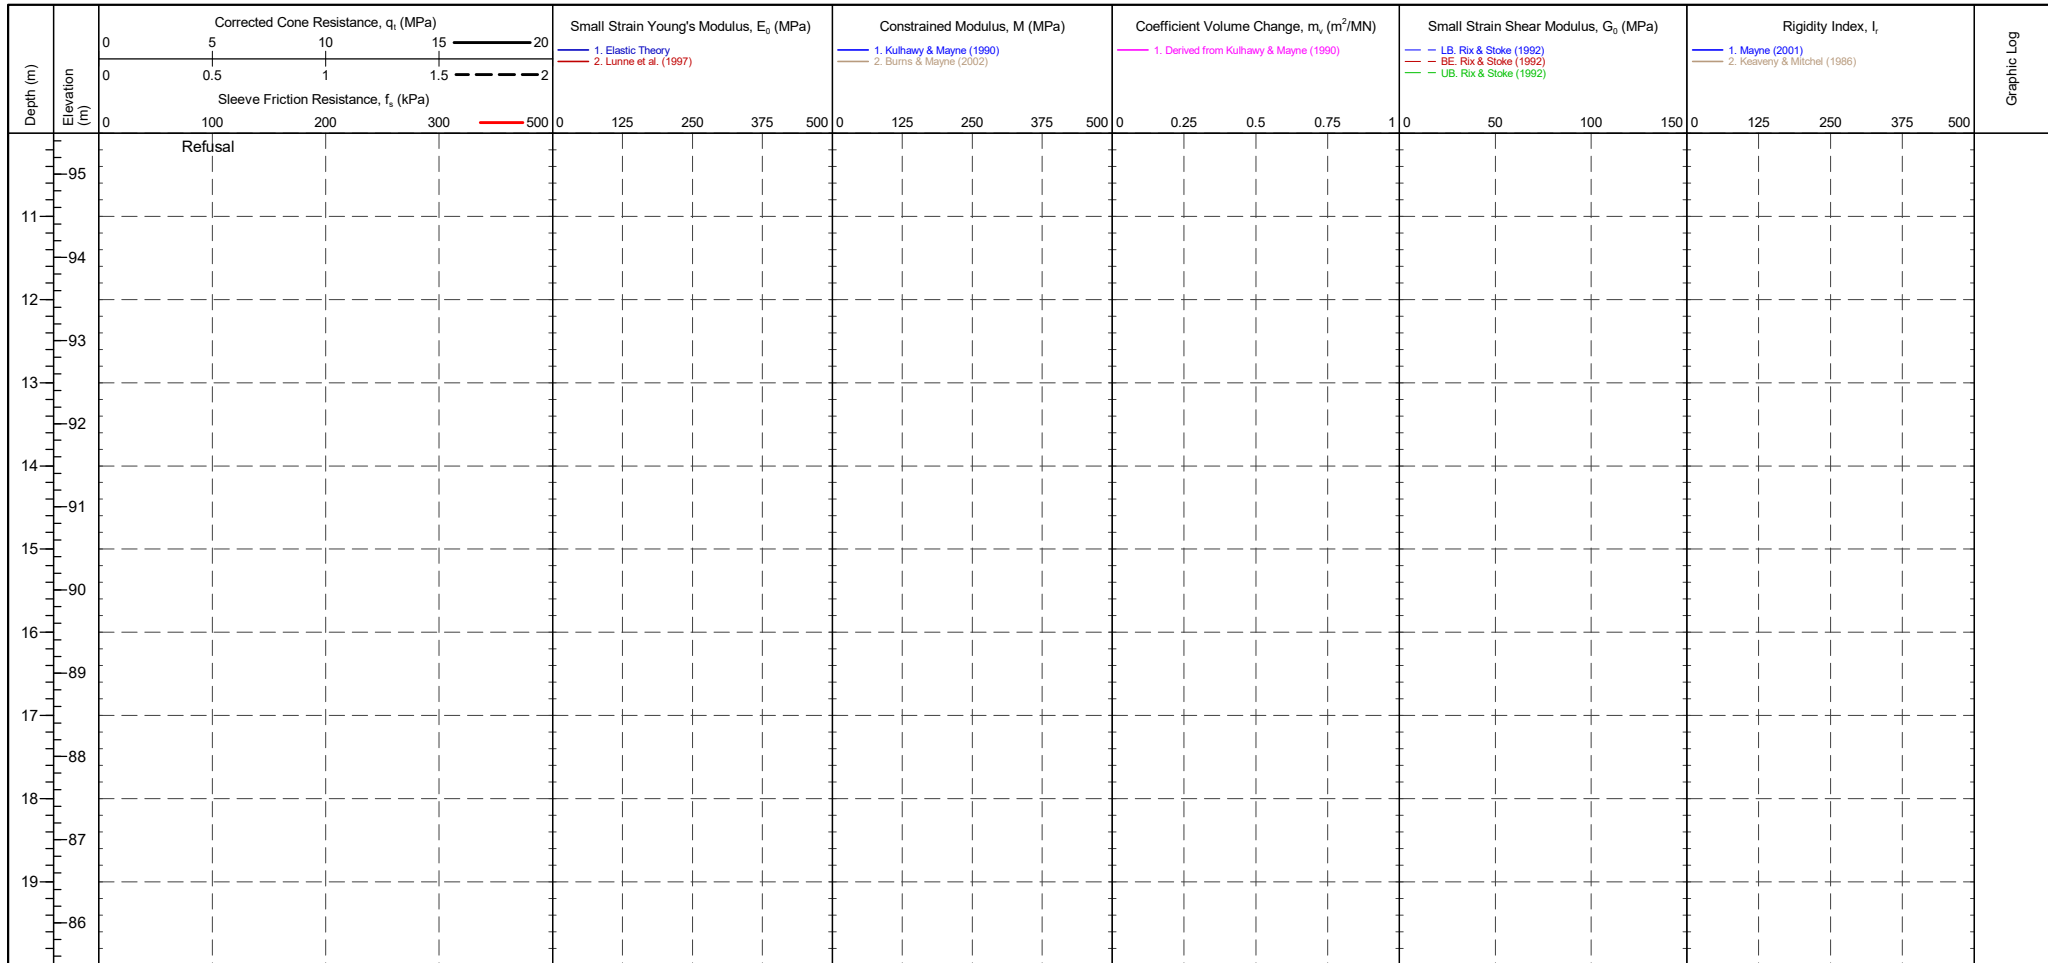 Depth (m)
Elevation
(m)
Corrected Cone Resistance, qt (MPa)
0 5 10 15 20
0 0.5 1 1.5 2
Sleeve Friction Resistance, fs (kPa)
0 100 200 300 500
Small Strain Young's Modulus, E0 (MPa)
1. Elastic Theory
2. Lunne et al. (1997)
0 125 250 375 500
Constrained Modulus, M (MPa)
1. Kulhawy & Mayne (1990)
2. Burns & Mayne (2002)
0 125 250 375 500
Coefficient Volume Change, mv (m²/MN)
1. Derived from Kulhawy & Mayne (1990)
0 0.25 0.5 0.75 1
Small Strain Shear Modulus, G0 (MPa)
LB. Rix & Stoke (1992)
BE. Rix & Stoke (1992)
UB. Rix & Stoke (1992)
0 50 100 150
Rigidity Index, Ir
1. Mayne (2001)
2. Keaveny & Mitchel (1986)
0 125 250 375 500
Graphic Log
Refusal
95
11
94
12
93
13
92
14
91
15
90
16
89
17
88
18
87
19
86